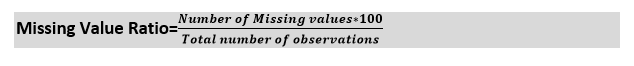 Missing Value Ratio= Number of Missing values*100
Total number of observations